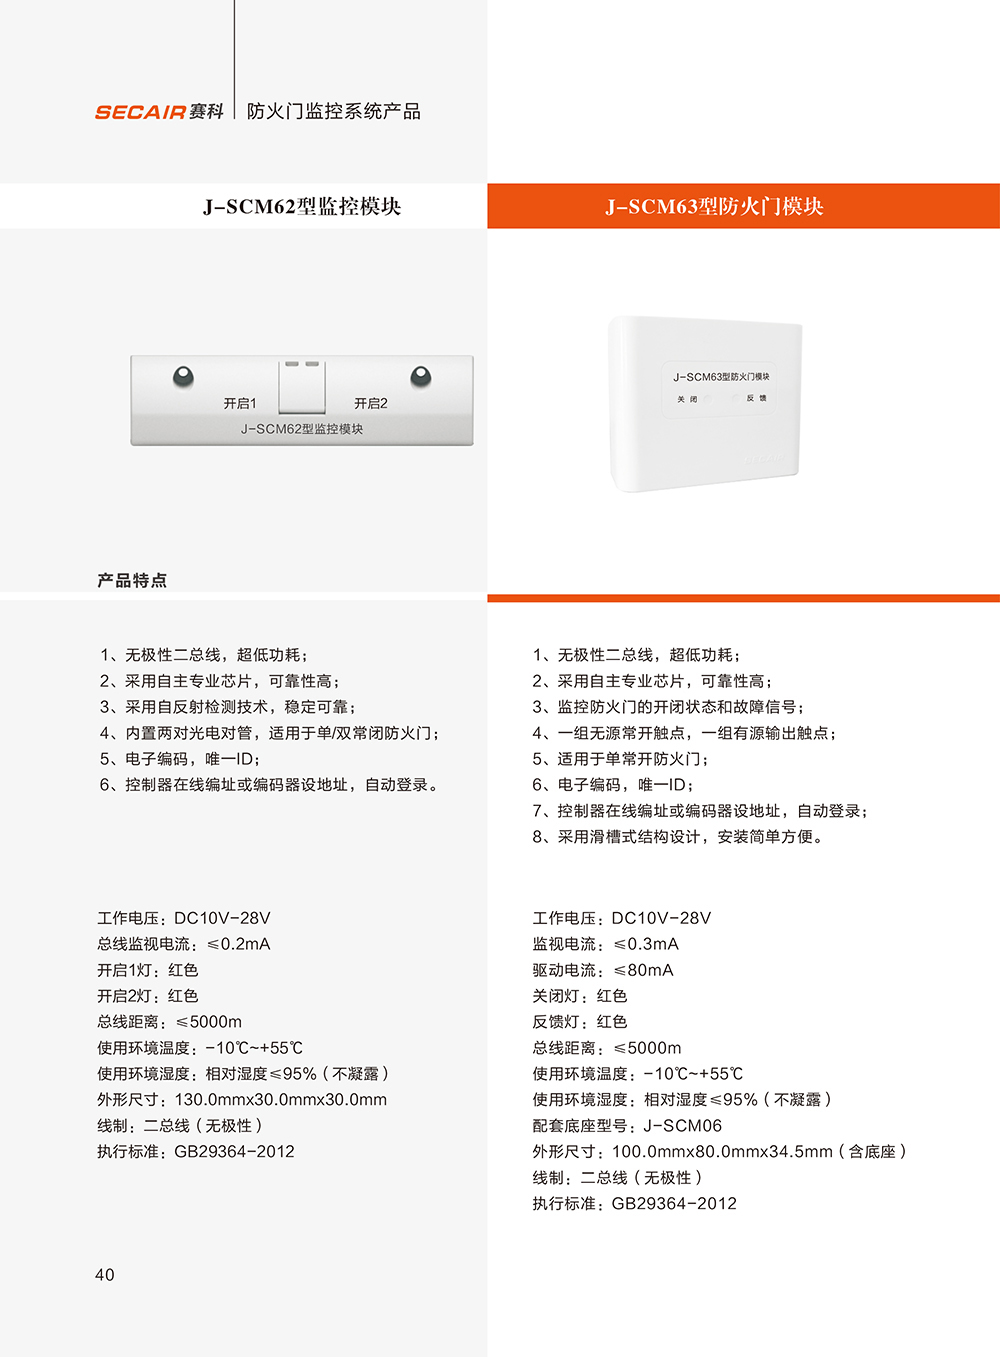 SECAIR赛科 防火门监控系统产品
J-SCM62型监控模块
开启1 开启2
J-SCM62型监控模块
产品特点
1、无极性二总线，超低功耗；
2、采用自主专业芯片，可靠性高；
3、采用自反射检测技术，稳定可靠；
4、内置两对光电对管，适用于单/双常闭防火门；
5、电子编码，唯一ID；
6、控制器在线编址或编码器设地址，自动登录。
工作电压：DC10V-28V
总线监视电流：≤0.2mA
开启1灯：红色
开启2灯：红色
总线距离：≤5000m
使用环境温度：-10℃~+55℃
使用环境湿度：相对湿度≤95%（不凝露）
外形尺寸：130.0mmx30.0mmx30.0mm
线制：二总线（无极性）
执行标准：GB29364-2012
40
J-SCM63型防火门模块
J-SCM63型防火门模块
关 闭 反 馈
SECAIR
1、无极性二总线，超低功耗；
2、采用自主专业芯片，可靠性高；
3、监控防火门的开闭状态和故障信号；
4、一组无源常开触点，一组有源输出触点；
5、适用于单常开防火门；
6、电子编码，唯一ID；
7、控制器在线编址或编码器设地址，自动登录；
8、采用滑槽式结构设计，安装简单方便。
工作电压：DC10V-28V
监视电流：≤0.3mA
驱动电流：≤80mA
关闭灯：红色
反馈灯：红色
总线距离：≤5000m
使用环境温度：-10℃~+55℃
使用环境湿度：相对湿度≤95%（不凝露）
配套底座型号：J-SCM06
外形尺寸：100.0mmx80.0mmx34.5mm（含底座）
线制：二总线（无极性）
执行标准：GB29364-2012